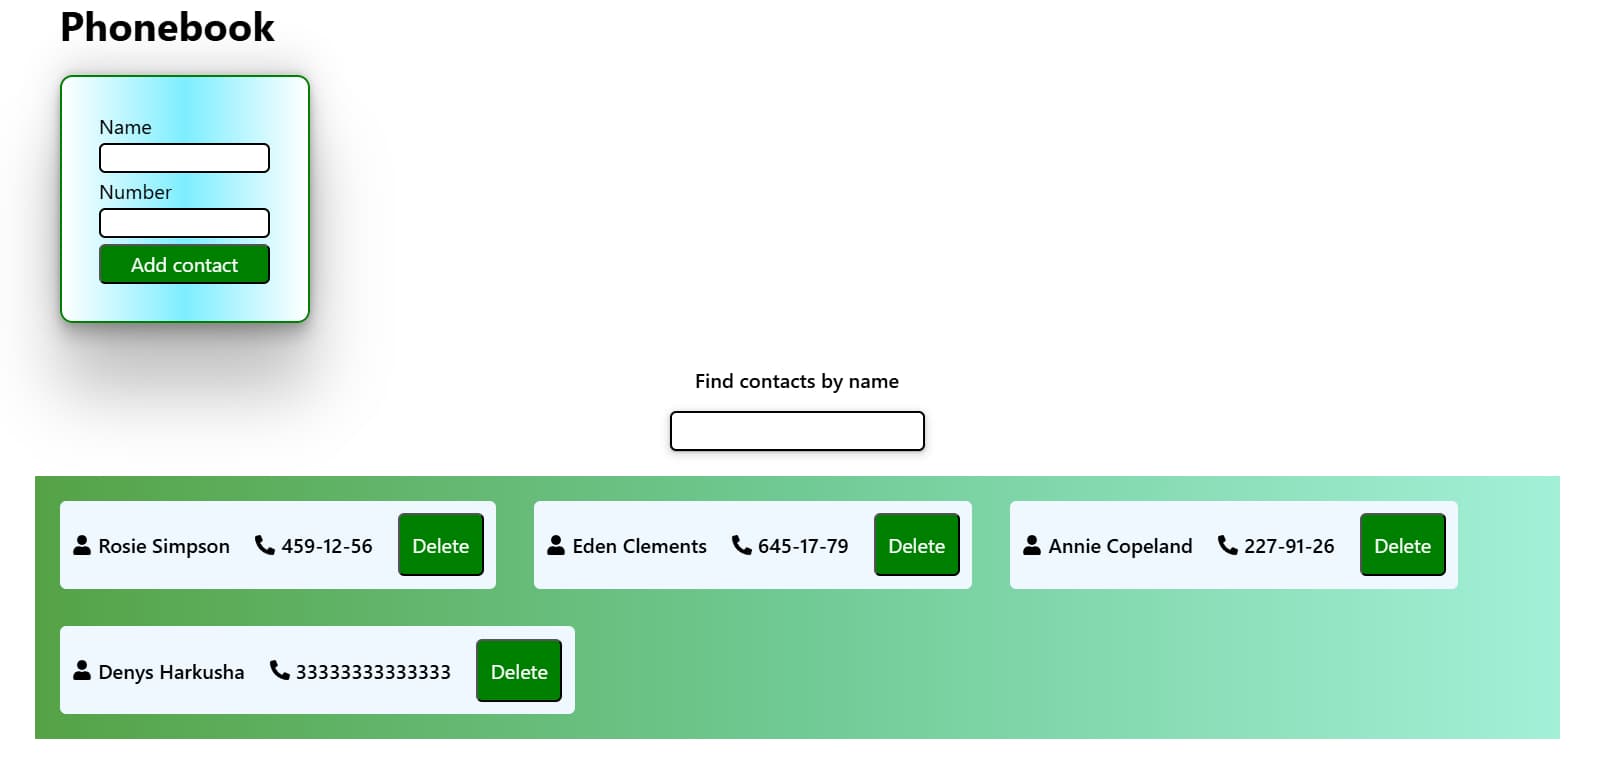 Phonebook
Name
Number
Add contact
Find contacts by name
Rosie Simpson 459-12-56 Delete
Eden Clements 645-17-79 Delete
Annie Copeland 227-91-26 Delete
Denys Harkusha 33333333333333 Delete